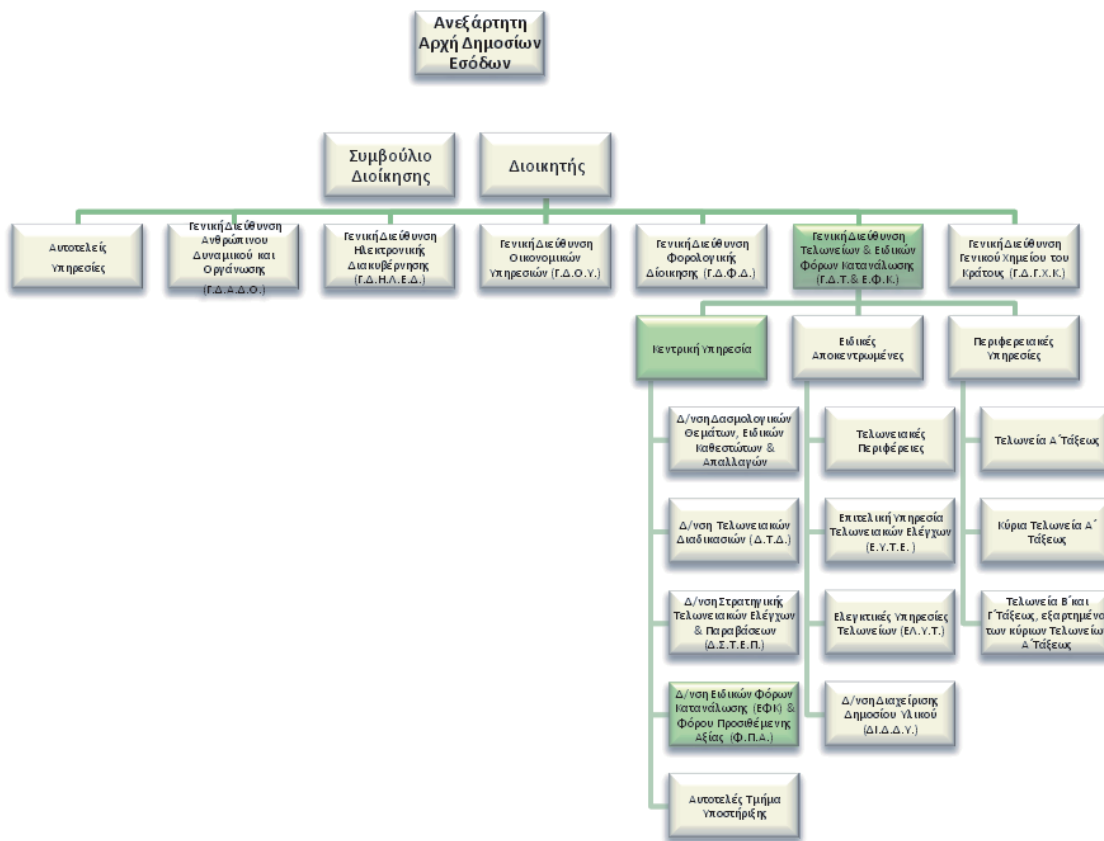 Ανεξάρτητη
Αρχή Δημοσίων
Εσόδων
Συμβούλιο
Διοίκησης
Διοικητής
Αυτοτελείς
Υπηρεσίες
Γενική Διεύθυνση
Ανθρώπινου
Δυναμικού και
Οργάνωσης
(Γ.Δ.Α.Δ.Ο.)
Γενική Διεύθυνση
Ηλεκτρονικής
Διακυβέρνησης
(Γ.Δ.Η.Λ.Ε.Δ.)
Γενική Διεύθυνση
Οικονομικών
Υπηρεσιών (Γ.Δ.Ο.Υ.)
Γενική Διεύθυνση
Φορολογικής
Δίοικησης (Γ.Δ.Φ.Δ.)
Γενική Διεύθυνση
Τελωνείων & Ειδικών
Φόρων Κατανάλωσης
(Γ.Δ.Τ.& Ε.Φ.Κ.)
Γενική Διεύθυνση
Γενικού Χημείου του
Κράτους (Γ.Δ.Γ.Χ.Κ.)
Κεντρική Υπηρεσία
Ειδικές
Αποκεντρωμένες
Περιφερειακές
Υπηρεσίες
Δ/νση Δασμολογικών
Θεμάτων, Ειδικών
Καθεστώτων &
Απαλλαγών
Τελωνειακές
Περιφέρειες
Τελωνεία Α΄Τάξεως
Δ/νση Τελωνειακών
Διαδικασιών (Δ.Τ.Δ.)
Επιτελική Υπηρεσία
Τελωνειακών Ελέγχων
(Ε.Υ.Τ.Ε. )
Κύρια Τελωνεία Α΄
Τάξεως
Δ/νση Στρατηγικής
Τελωνειακών Ελέγχων
& Παραβάσεων
(Δ.Σ.Τ.Ε.Π.)
Ελεγκτικές Υπηρεσίες
Τελωνείων (ΕΛ.Υ.Τ.)
Τελωνεία Β΄και
Γ΄Τάξεως, εξαρτημένα
των κύριων Τελωνείων
Α΄Τάξεως
Δ/νση Ειδικών Φόρων
Κατανάλωσης (ΕΦΚ) &
Φόρου Προσιθέμενης
Αξίας (Φ.Π.Α.)
Δ/νση Διαχείρισης
Δημοσίου Υλικού
(ΔΙ.Δ.Δ.Υ.)
Αυτοτελές Τμήμα
Υποστήριξης